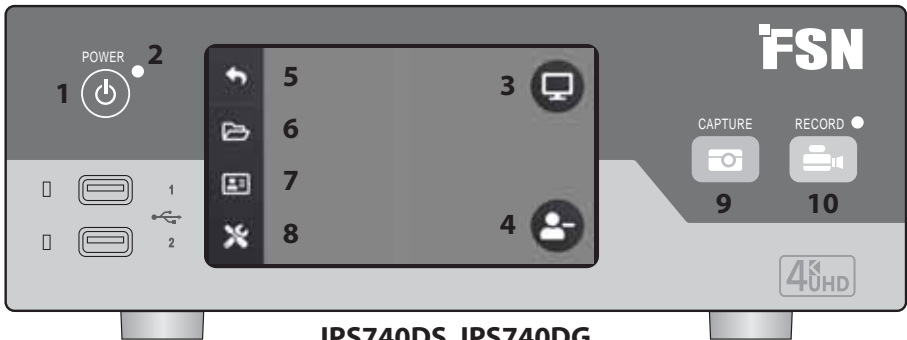 POWER
2
1
5
6
7
8
3
4
FSN
CAPTURE
RECORD
9
10
1
2
4K
UHD
IPS740DS, IPS740DG